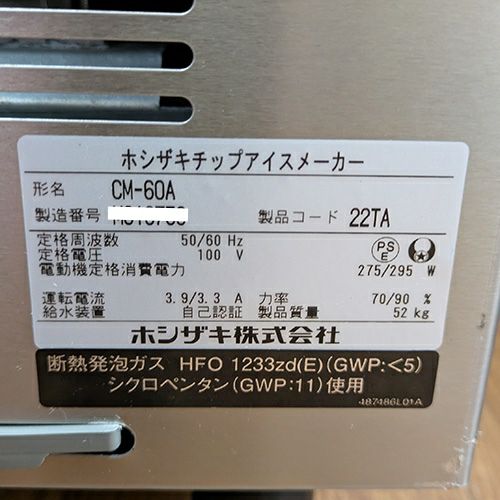 ホシザキチップアイスメーカー
形名 CM-60A
製造番号
製品コード 22TA
定格周波数 50/60 Hz
定格電圧 100 V
電動機定格消費電力 275/295 W
PSE
運転電流 3.9/3.3 A 力率 70/90 %
給水装置 自己認証 製品質量 52 kg
ホシザキ株式会社
断熱発泡ガス HFO 1233zd(E)(GWP:<5)
シクロペンタン(GWP:11)使用
487486L01A